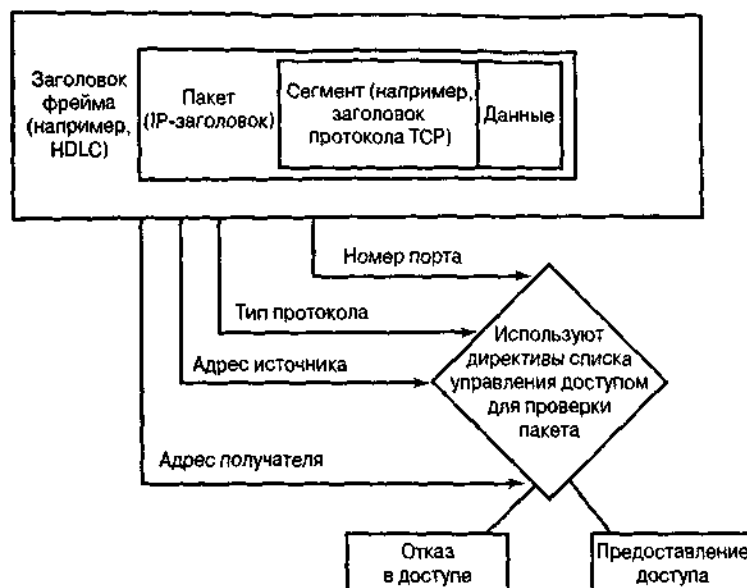 Заголовок
фрейма
(например,
HDLC)
Пакет
(IP-заголовок)
Сегмент (например,
заголовок
протокола TCP)
Данные
Номер порта
Тип протокола
Адрес источника
Адрес получателя
Используют
директивы списка
управления доступом
для проверки
пакета
Отказ
в доступе
Предоставление
доступа